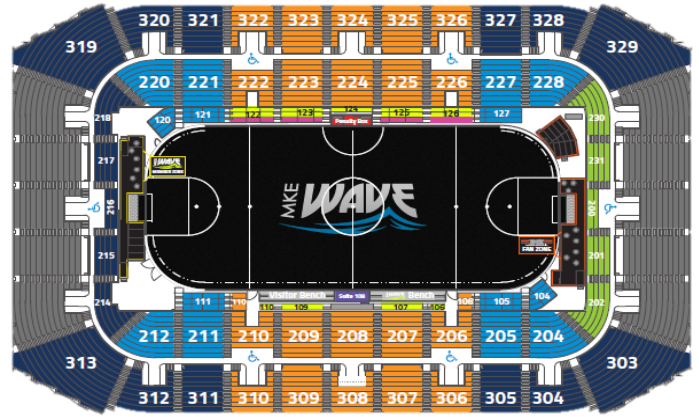 320 321 322 323 324 325 326 327 328
319 329
220 221 222 223 224 225 226 227 228
218 120 121 122 123 124 125 126 127 230
Penalty Box
217 WAVE 231
216 MKE WAVE 200
215 FAN ZONE 201
214 111 110 Visitor Bench Suite 108 Bench 106 105 104 202
110 109 107 106
212 211 210 209 208 207 206 205 204
313 303
312 311 310 309 308 307 306 305 304